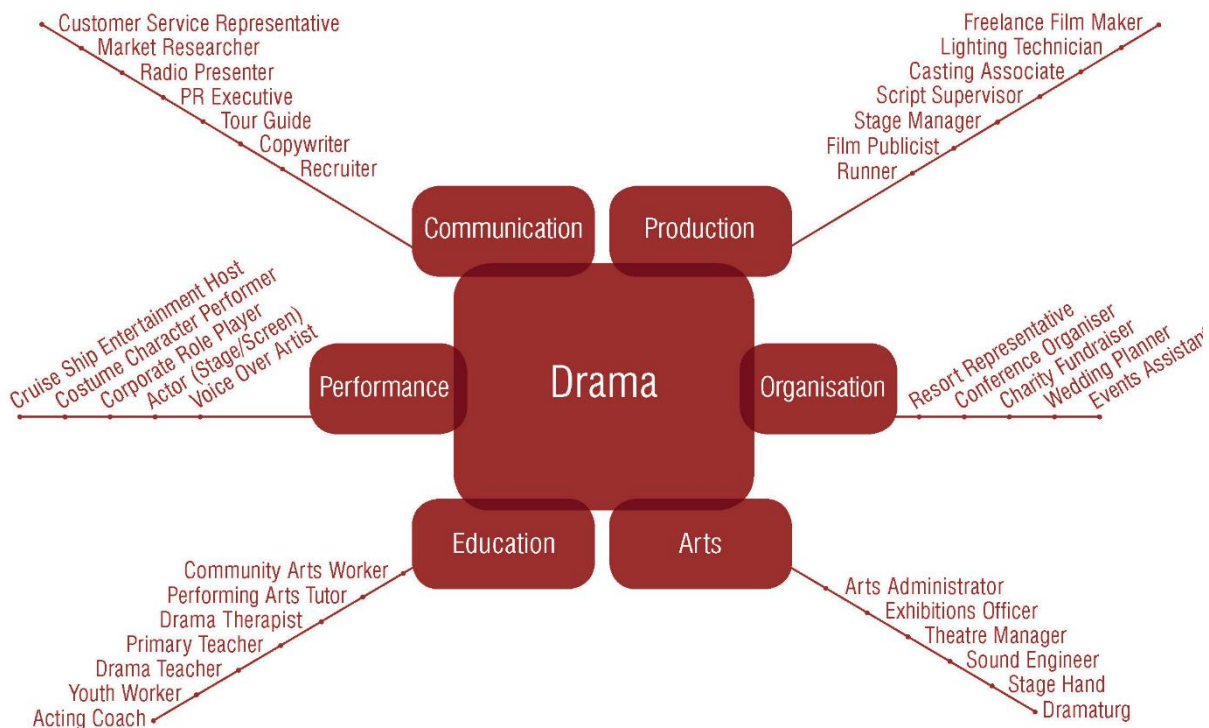 Customer Service Representative
Market Researcher
Radio Presenter
PR Executive
Tour Guide
Copywriter
Recruiter
Freelance Film Maker
Lighting Technician
Casting Associate
Script Supervisor
Stage Manager
Film Publicist
Runner
Communication
Production
Cruise Ship Entertainment Host
Costume Character Performer
Corporate Role Player
Actor (Stage/Screen)
Voice Over Artist
Performance
Drama
Organisation
Resort Representative
Conference Organiser
Charity Fundraiser
Wedding Planner
Events Assistant
Education
Arts
Community Arts Worker
Performing Arts Tutor
Drama Therapist
Primary Teacher
Drama Teacher
Youth Worker
Acting Coach
Arts Administrator
Exhibitions Officer
Theatre Manager
Sound Engineer
Stage Hand
Dramaturg